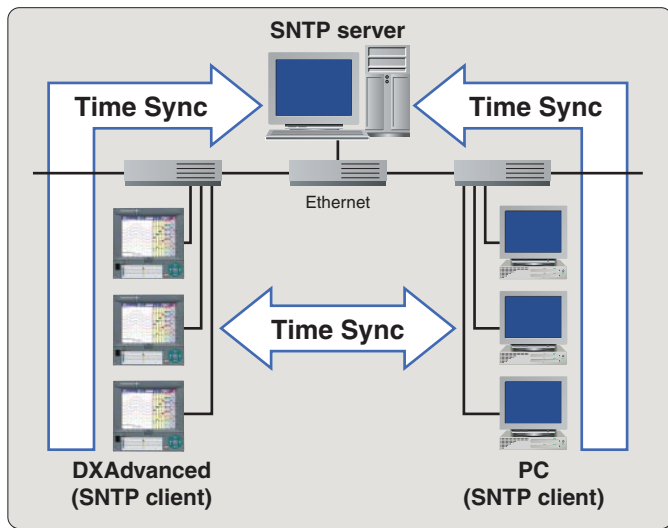 SNTP server
Time Sync
Time Sync
Ethernet
Time Sync
DXAdvanced
(SNTP client)
PC
(SNTP client)